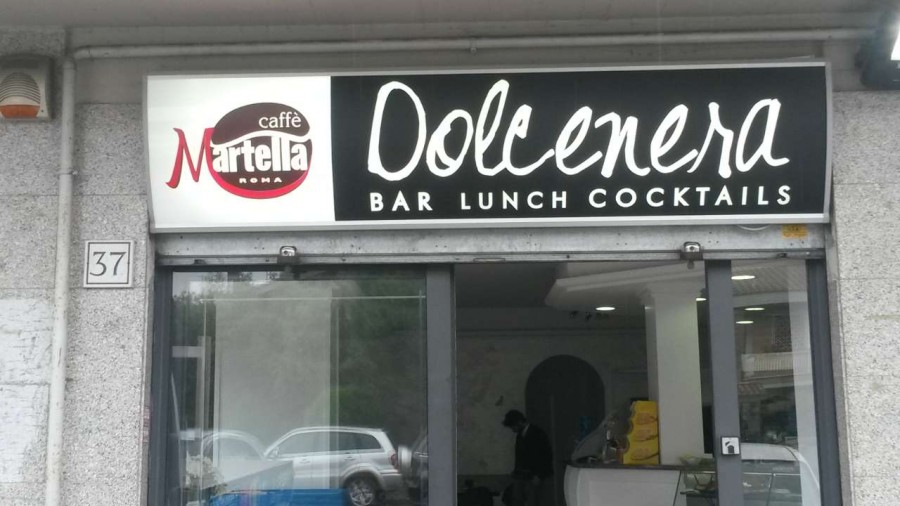 caffè
Martella
ROMA
Dolcenera
BAR LUNCH COCKTAILS
37